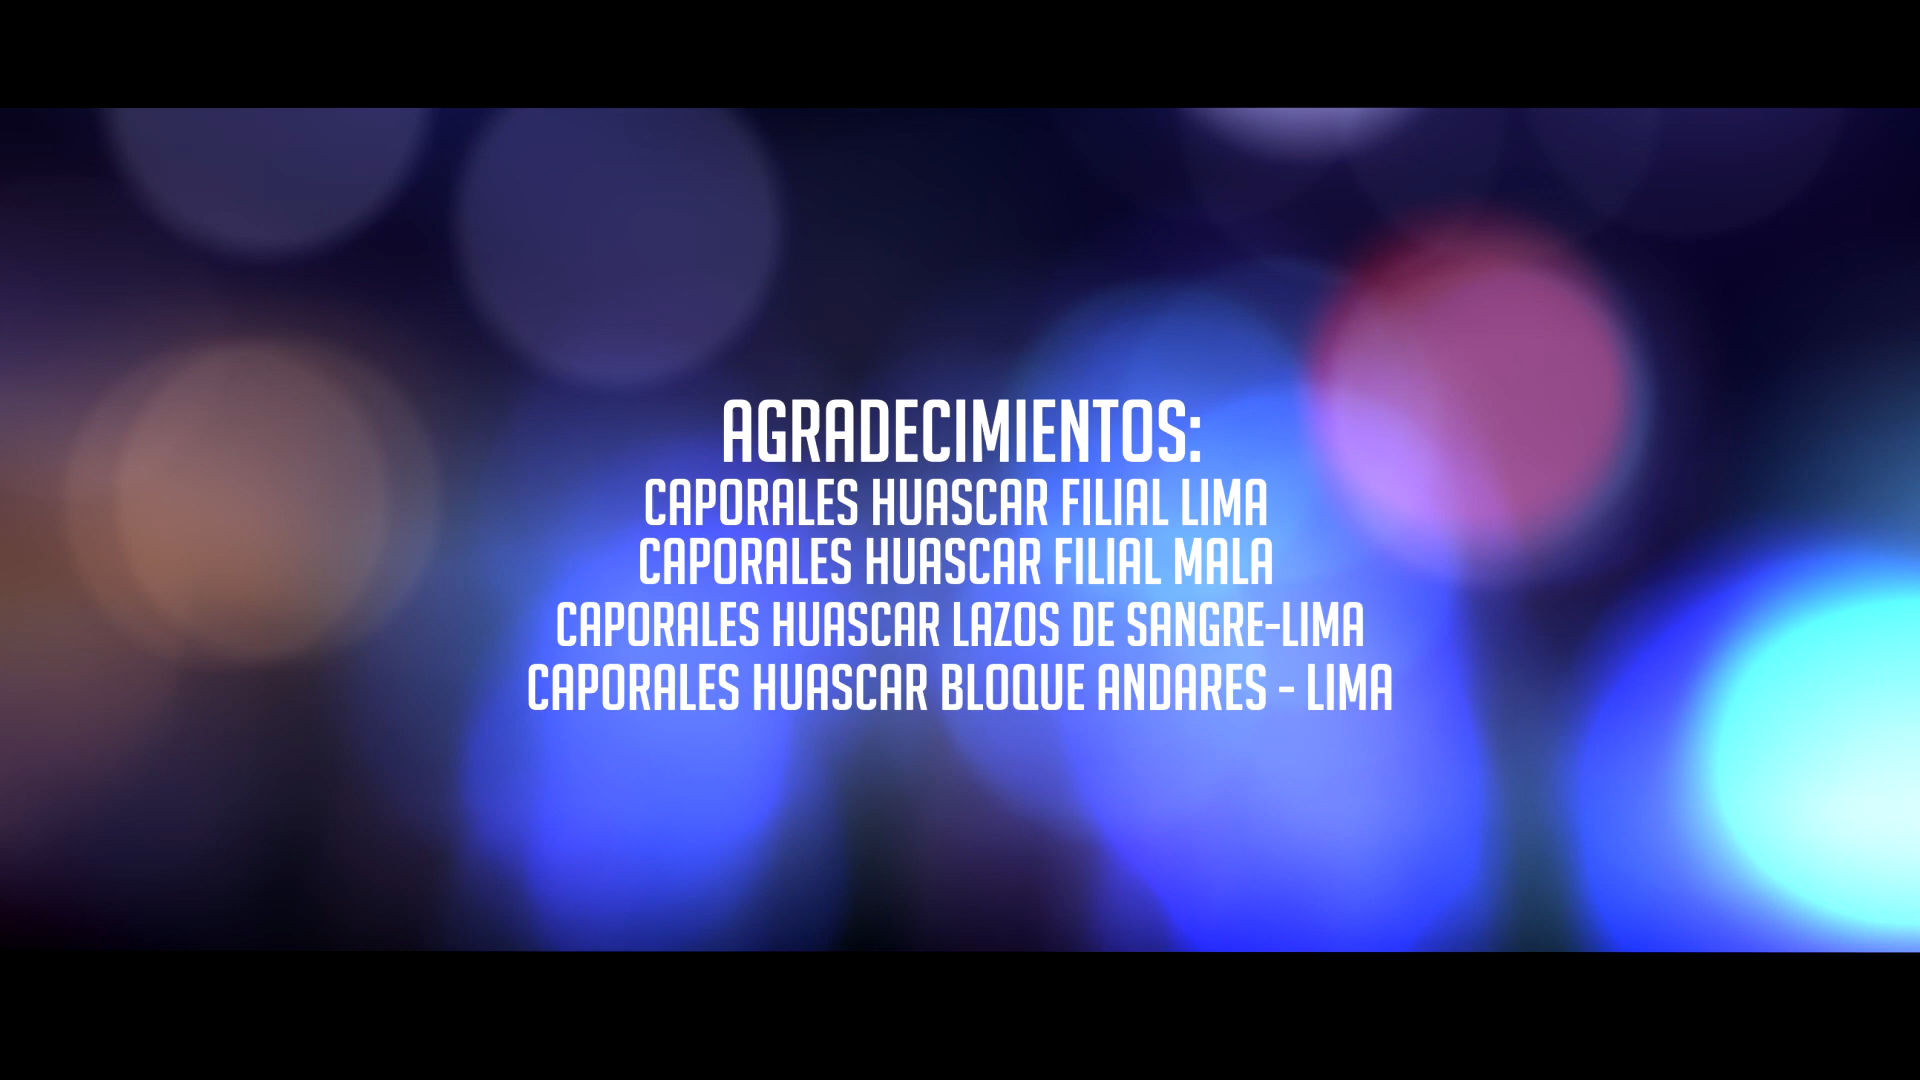 AGRADECIMIENTOS:
CAPORALES HUASCAR FILIAL LIMA
CAPORALES HUASCAR FILIAL MALA
CAPORALES HUASCAR LAZOS DE SANGRE-LIMA
CAPORALES HUASCAR BLOQUE ANDARES - LIMA